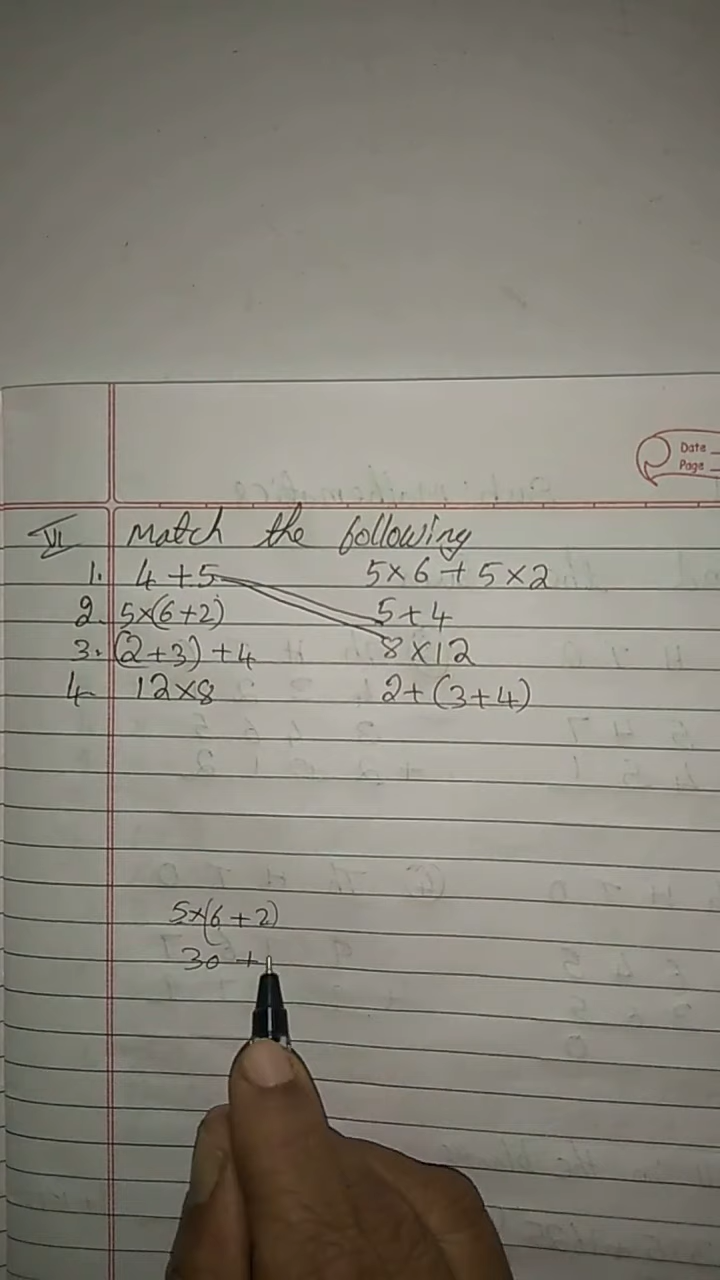 Date
Page
VI Match the following
1. 4+5 5×6+5×2
2. 5×(6+2) 5+4
3. (2+3)+4 8×12
4 12×8 2+(3+4)
5×(6+2)
30 +